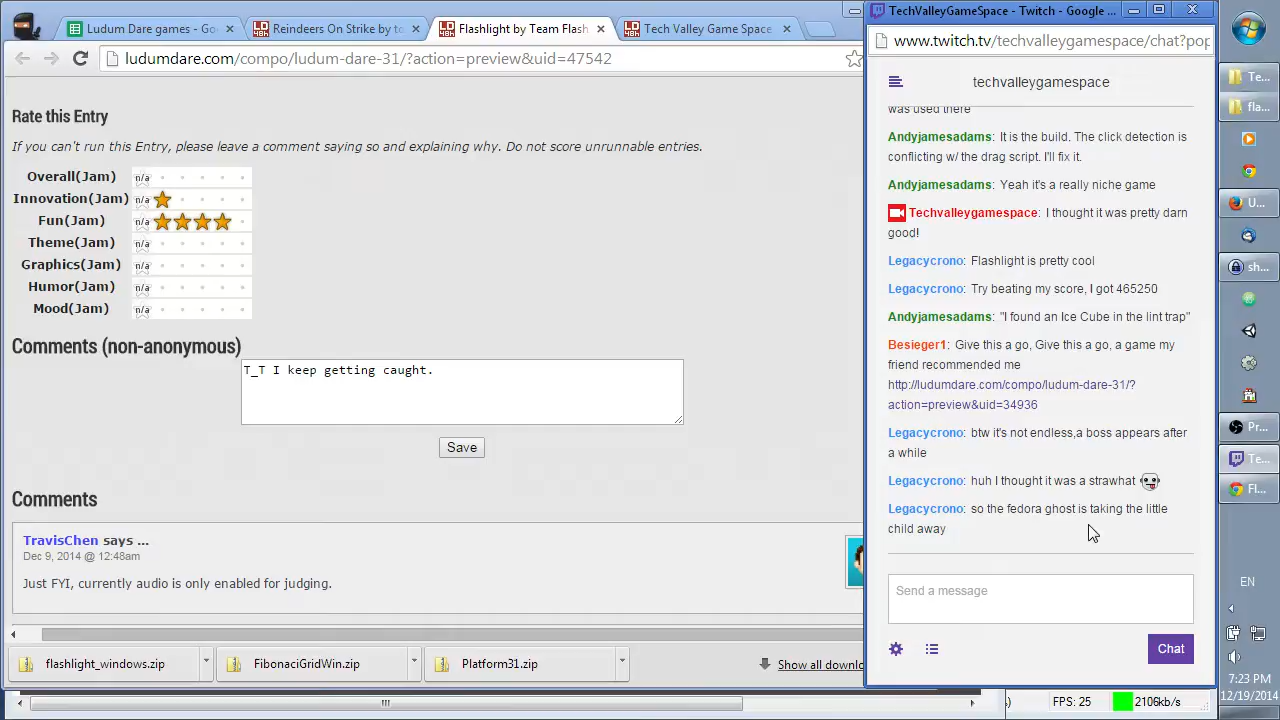 Ludum Dare games - Go
Reindeers On Strike by to
Flashlight by Team Flash
Tech Valley Game Space
ludumdare.com/compo/ludum-dare-31/?action=preview&uid=47542
Rate this Entry
If you can't run this Entry, please leave a comment saying so and explaining why. Do not score unrunnable entries.
Overall(Jam) n/a
Innovation(Jam) n/a
Fun(Jam) n/a
Theme(Jam) n/a
Graphics(Jam) n/a
Humor(Jam) n/a
Mood(Jam) n/a
Comments (non-anonymous)
T_T I keep getting caught.
Save
Comments
TravisChen says ...
Dec 9, 2014 @ 12:48am
Just FYI, currently audio is only enabled for judging.
flashlight_windows.zip
FibonaciGridWin.zip
Platform31.zip
Show all downlo
TechValleyGameSpace - Twitch - Google ...
www.twitch.tv/techvalleygamespace/chat?pop
techvalleygamespace
was used there
Andyjamesadams: It is the build. The click detection is
conflicting w/ the drag script. I'll fix it.
Andyjamesadams: Yeah it's a really niche game
Techvalleygamespace: I thought it was pretty darn
good!
Legacycrono: Flashlight is pretty cool
Legacycrono: Try beating my score, I got 465250
Andyjamesadams: "I found an Ice Cube in the lint trap"
Besieger1: Give this a go, Give this a go, a game my
friend recommended me
http://ludumdare.com/compo/ludum-dare-31/?
action=preview&uid=34936
Legacycrono: btw it's not endless,a boss appears after
a while
Legacycrono: huh I thought it was a strawhat
Legacycrono: so the fedora ghost is taking the little
child away
Send a message
Chat
Te...
fla...
U...
sh...
Pr...
Te...
Fl...
EN
7:23 PM
12/19/2014
)
FPS: 25
2106kb/s